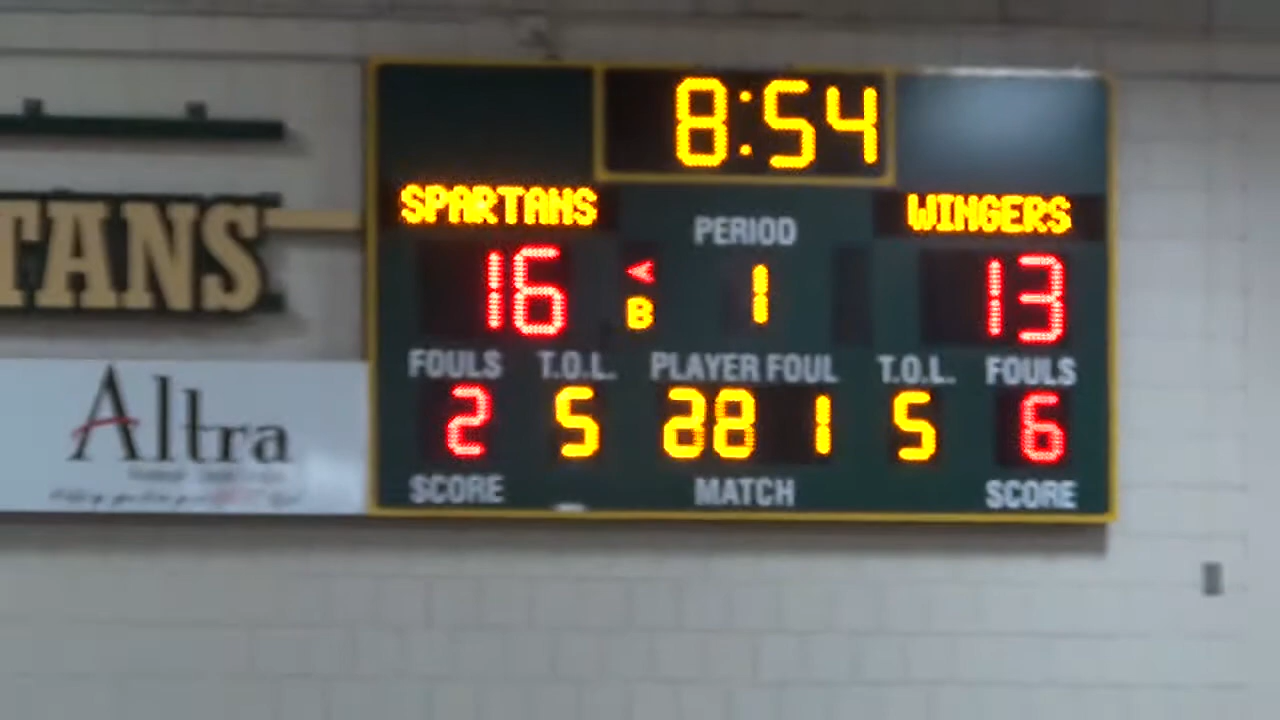 8:54
SPARTANS
WINGERS
PERIOD
TANS
16
A
B
1
13
FOULS T.O.L. PLAYER FOUL T.O.L. FOULS
2 5 28 1 5 6
SCORE MATCH SCORE
Altra